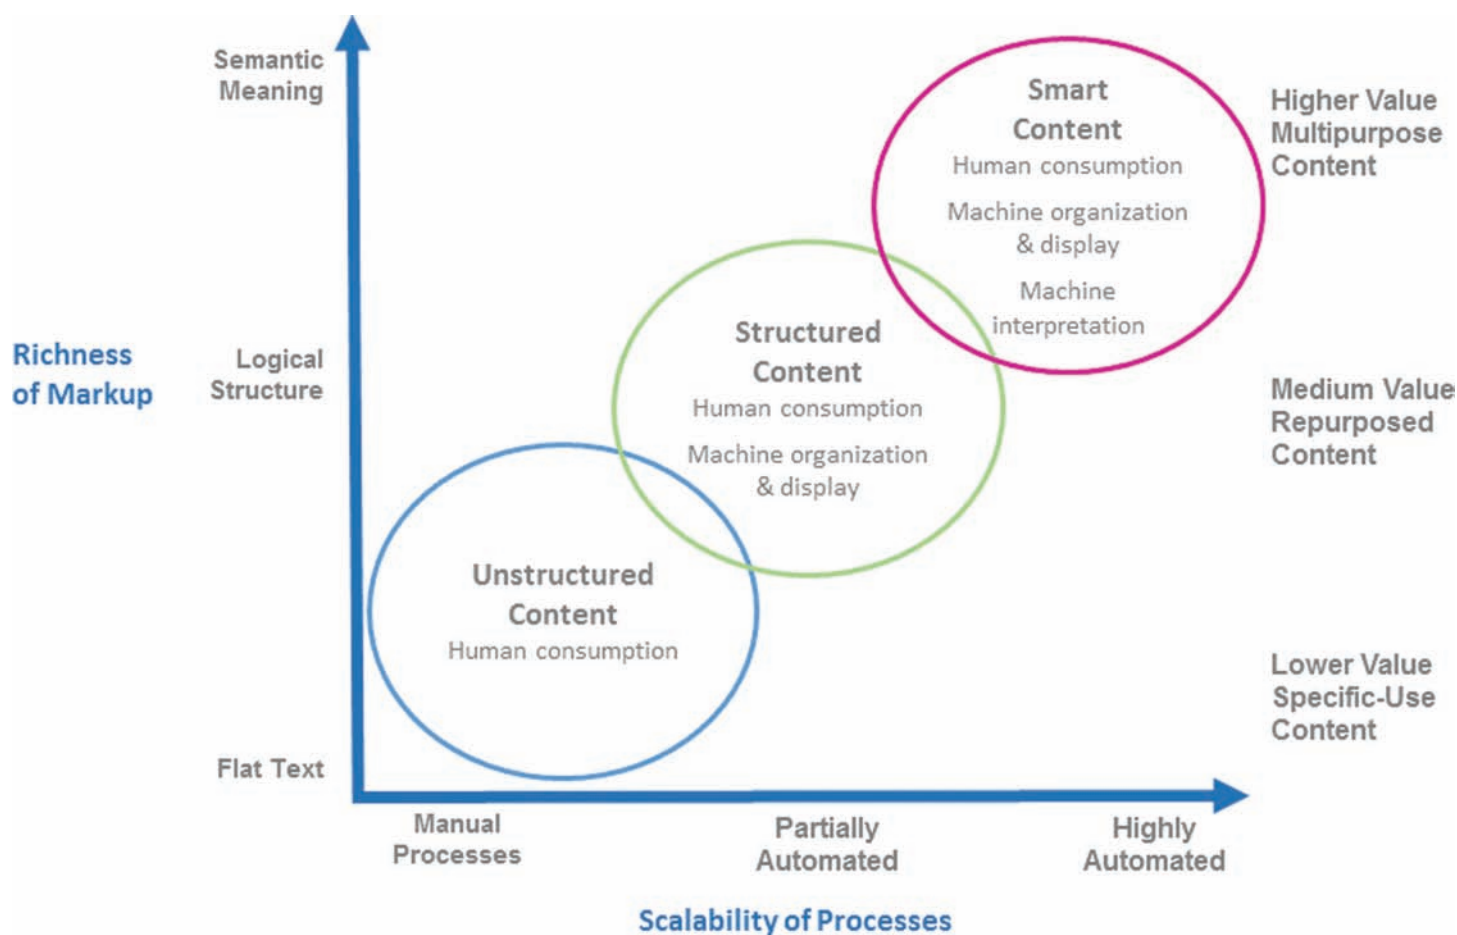 Semantic
Meaning
Smart
Content
Human consumption
Machine organization
& display
Machine
interpretation
Higher Value
Multipurpose
Content
Richness
of Markup
Logical
Structure
Structured
Content
Human consumption
Machine organization
& display
Medium Value
Repurposed
Content
Unstructured
Content
Human consumption
Lower Value
Specific-Use
Content
Flat Text
Manual
Processes
Partially
Automated
Highly
Automated
Scalability of Processes